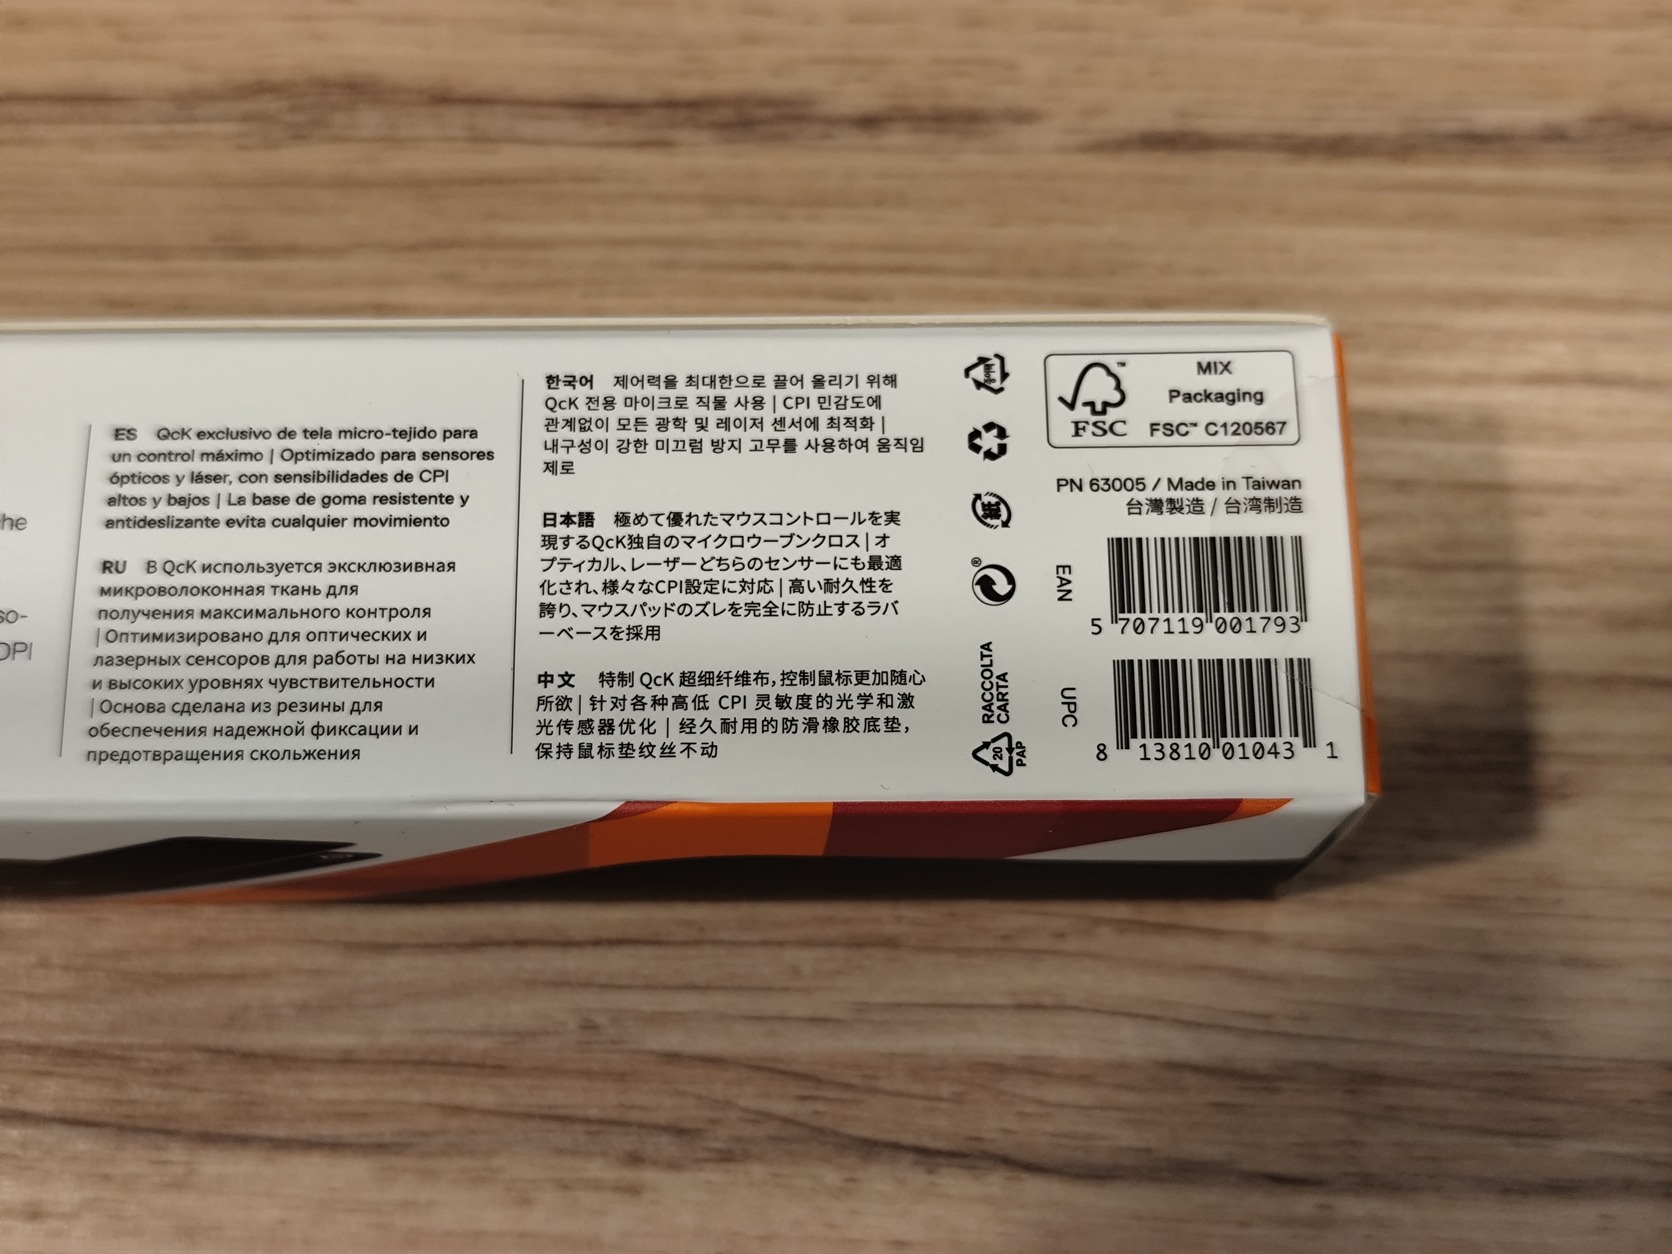 he
so-
DPI
ES QcK exclusivo de tela micro-tejido para
un control máximo | Optimizado para sensores
ópticos y láser, con sensibilidades de CPI
altos y bajos | La base de goma resistente y
antideslizante evita cualquier movimiento
RU В QcK используется эксклюзивная
микроволоконная ткань для
получения максимального контроля
| Оптимизировано для оптических и
лазерных сенсоров для работы на низких
и высоких уровнях чувствительности
| Основа сделана из резины для
обеспечения надежной фиксации и
предотвращения скольжения
한국어 제어력을 최대한으로 끌어 올리기 위해
QcK 전용 마이크로 직물 사용 | CPI 민감도에
관계없이 모든 광학 및 레이저 센서에 최적화 |
내구성이 강한 미끄럼 방지 고무를 사용하여 움직임
제로
日本語 極めて優れたマウスコントロールを実
現するQcK独自のマイクロウーブンクロス | オ
プティカル、レーザーどちらのセンサーにも最適
化され、様々なCPI設定に対応 | 高い耐久性を
誇り、マウスパッドのズレを完全に防止するラバ
ーベースを採用
中文 特制 QcK 超细纤维布，控制鼠标更加随心
所欲 | 针对各种高低 CPI 灵敏度的光学和激
光传感器优化 | 经久耐用的防滑橡胶底垫，
保持鼠标垫纹丝不动
紙
®
RACCOLTA
CARTA
20
PAP
FSC
™
MIX
Packaging
FSC™ C120567
PN 63005 / Made in Taiwan
台灣製造 / 台湾制造
EAN
5 707119 001793
UPC
8 13810 01043 1